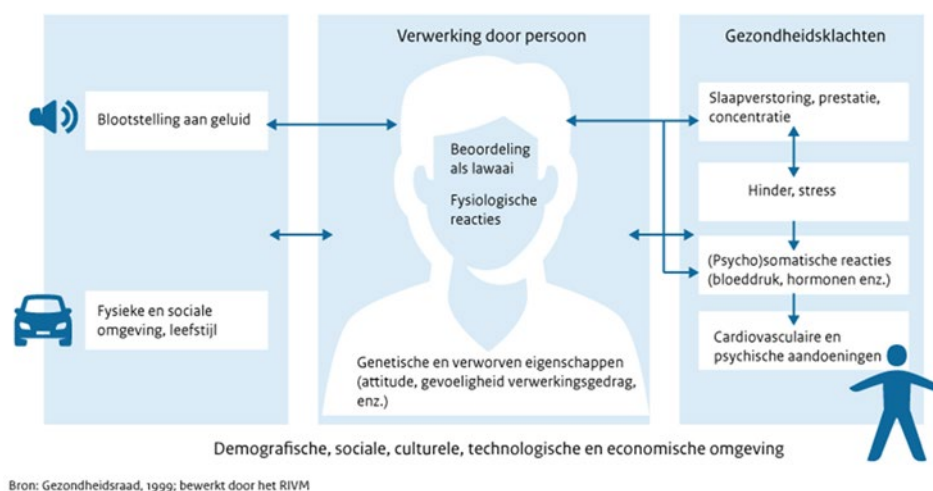 Verwerking door persoon
Gezondheidsklachten
Blootstelling aan geluid
Fysieke en sociale
omgeving, leefstijl
Beoordeling
als lawaai
Fysiologische
reacties
Genetische en verworven eigenschappen
(attitude, gevoeligheid verwerkingsgedrag,
enz.)
Slaapverstoring, prestatie,
concentratie
Hinder, stress
(Psycho)somatische reacties
(bloeddruk, hormonen enz.)
Cardiovasculaire en
psychische aandoeningen
Demografische, sociale, culturele, technologische en economische omgeving
Bron: Gezondheidsraad, 1999; bewerkt door het RIVM